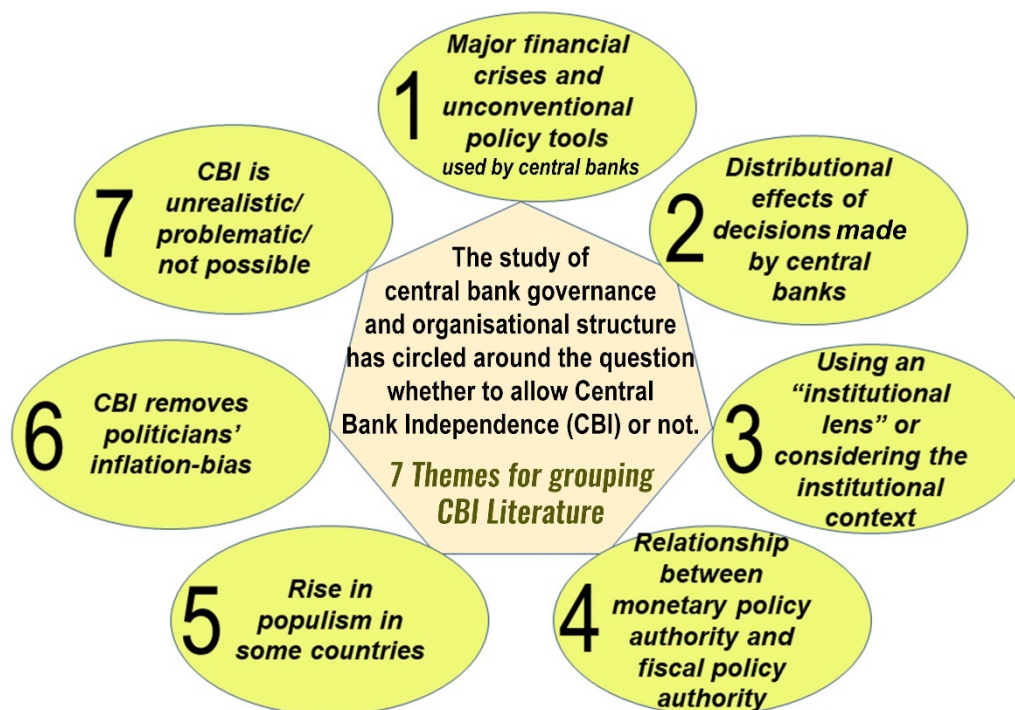 1
Major financial
crises and
unconventional
policy tools
used by central banks
2
Distributional
effects of
decisions made
by central
banks
3
Using an
“institutional
lens” or
considering the
institutional
context
4
Relationship
between
monetary policy
authority and
fiscal policy
authority
5
Rise in
populism in
some countries
6
CBI removes
politicians’
inflation-bias
7
CBI is
unrealistic/
problematic/
not possible
The study of
central bank governance
and organisational structure
has circled around the question
whether to allow Central
Bank Independence (CBI) or not.
7 Themes for grouping
CBI Literature